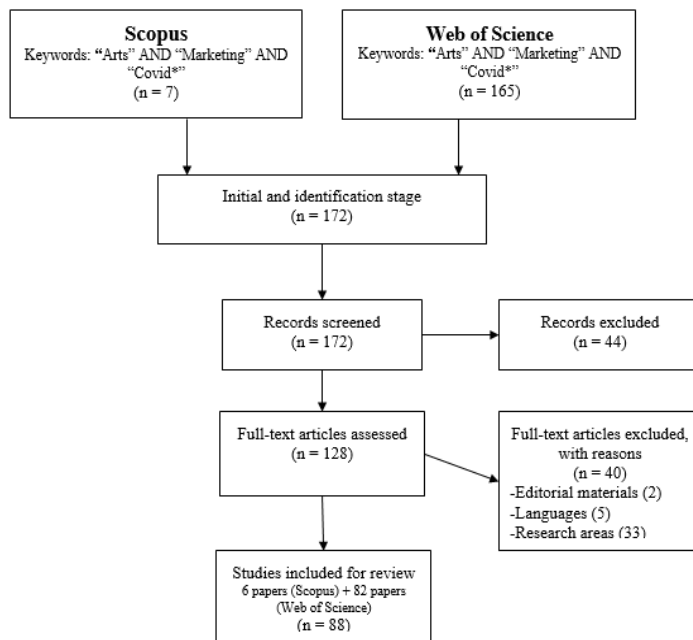 Scopus
Keywords: “Arts” AND “Marketing” AND
“Covid*”
(n = 7)
Web of Science
Keywords: “Arts” AND “Marketing” AND
“Covid*”
(n = 165)
Initial and identification stage
(n = 172)
Records screened
(n = 172)
Records excluded
(n = 44)
Full-text articles assessed
(n = 128)
Full-text articles excluded,
with reasons
(n = 40)
-Editorial materials (2)
-Languages (5)
-Research areas (33)
Studies included for review
6 papers (Scopus) + 82 papers
(Web of Science)
(n = 88)